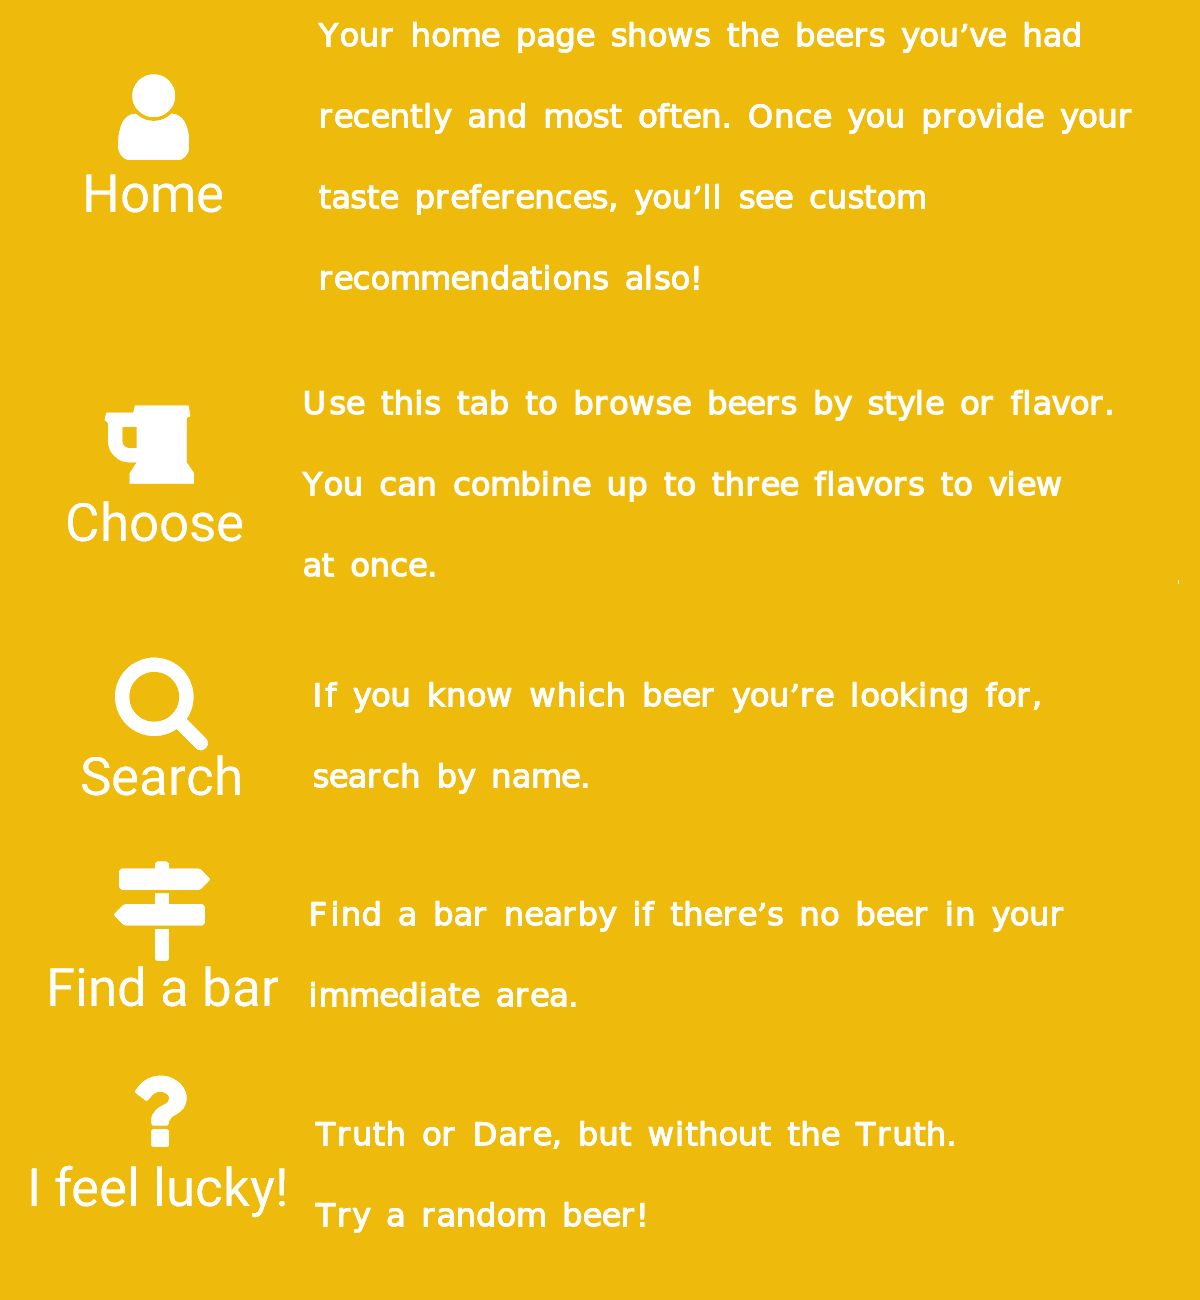 Your home page shows the beers you’ve had
recently and most often. Once you provide your
taste preferences, you’ll see custom
recommendations also!
Home
Use this tab to browse beers by style or flavor.
You can combine up to three flavors to view
at once.
Choose
If you know which beer you’re looking for,
search by name.
Search
Find a bar nearby if there’s no beer in your
immediate area.
Find a bar
Truth or Dare, but without the Truth.
Try a random beer!
I feel lucky!